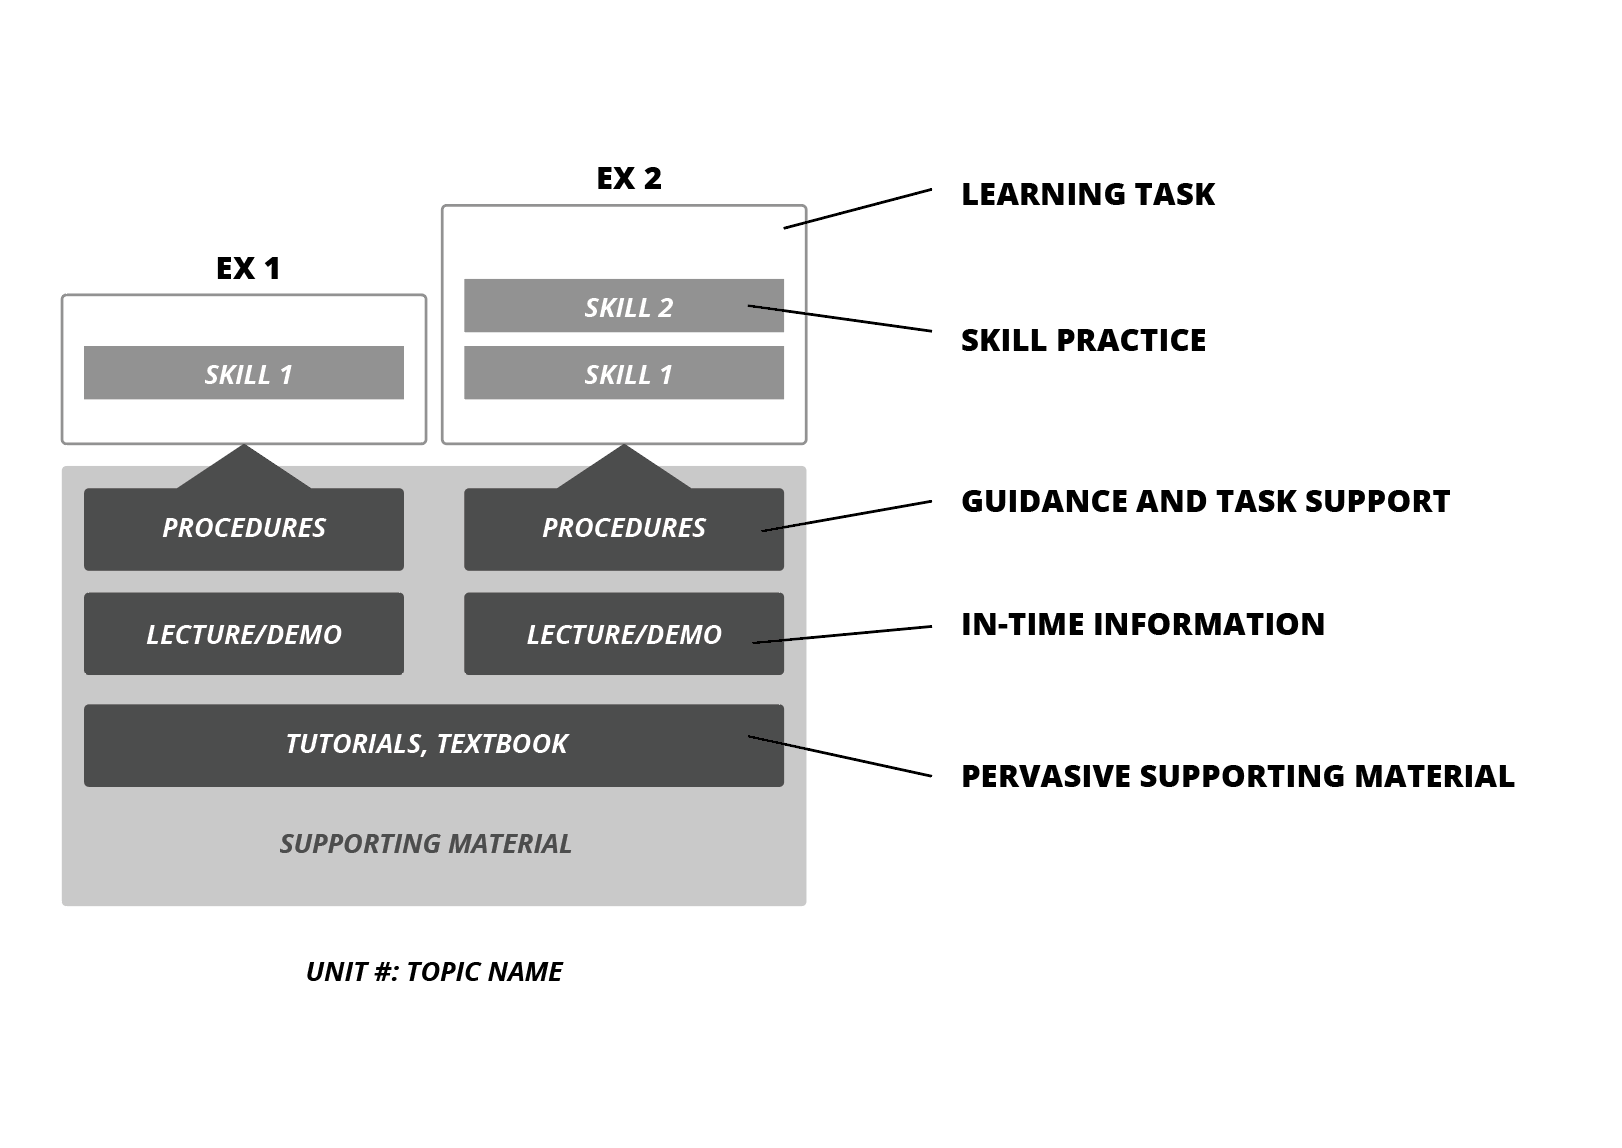 EX 2
LEARNING TASK
EX 1
SKILL 2
SKILL PRACTICE
SKILL 1
SKILL 1
PROCEDURES
PROCEDURES
GUIDANCE AND TASK SUPPORT
LECTURE/DEMO
LECTURE/DEMO
IN-TIME INFORMATION
TUTORIALS, TEXTBOOK
PERVASIVE SUPPORTING MATERIAL
SUPPORTING MATERIAL
UNIT #: TOPIC NAME